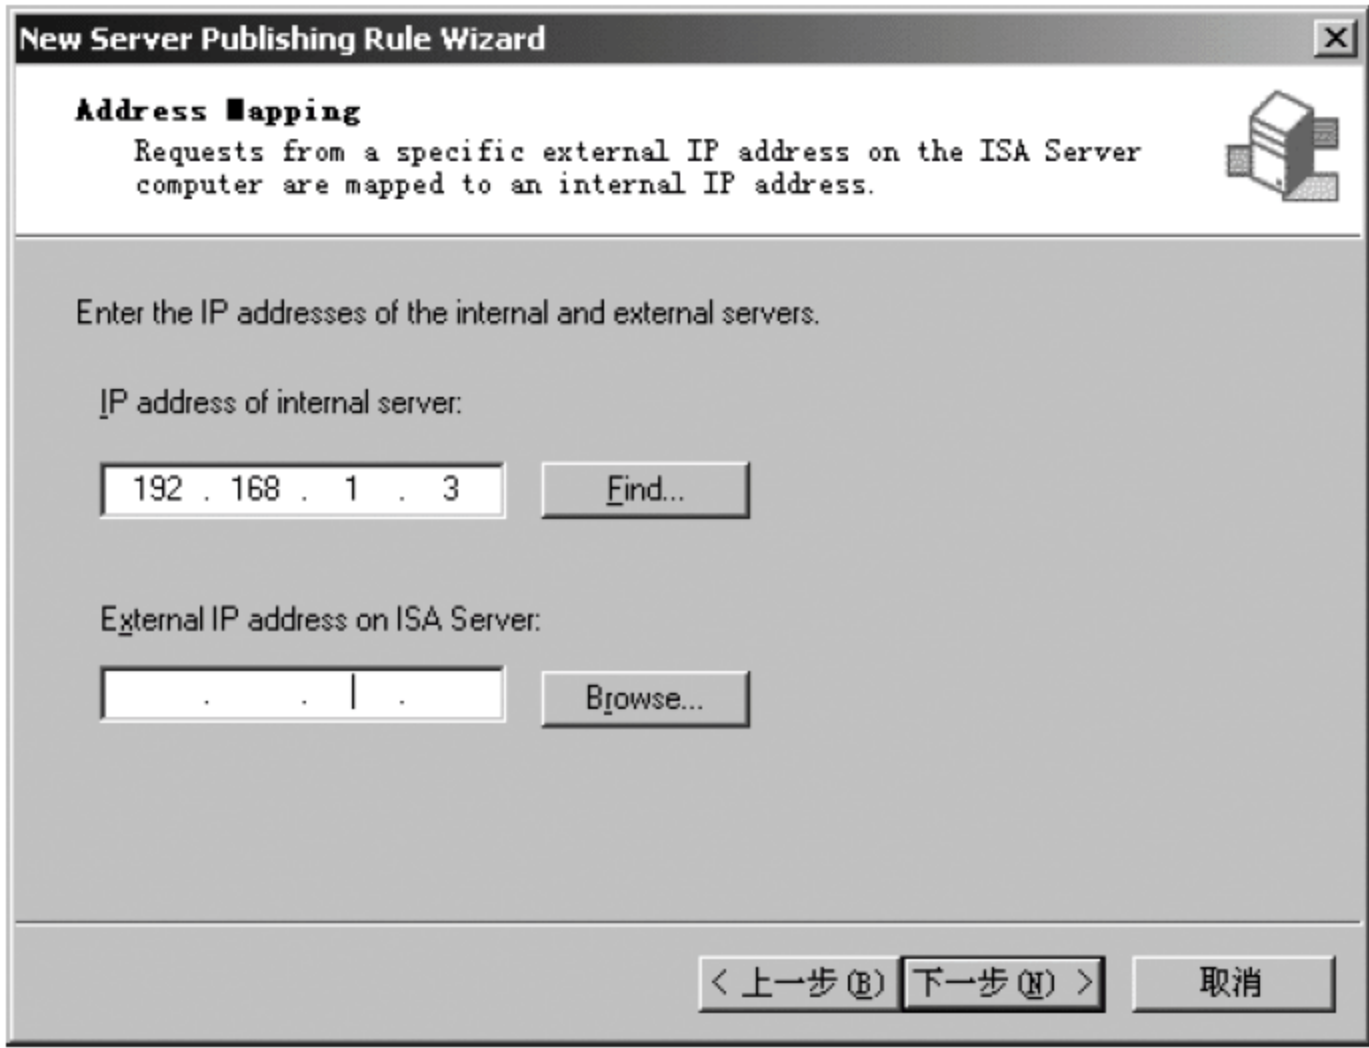 New Server Publishing Rule Wizard
Address Mapping
Requests from a specific external IP address on the ISA Server
computer are mapped to an internal IP address.
Enter the IP addresses of the internal and external servers.
IP address of internal server:
192 . 168 . 1 . 3
Find...
External IP address on ISA Server:
. . .
Browse...
< 上一步(B)
下一步(N) >
取消